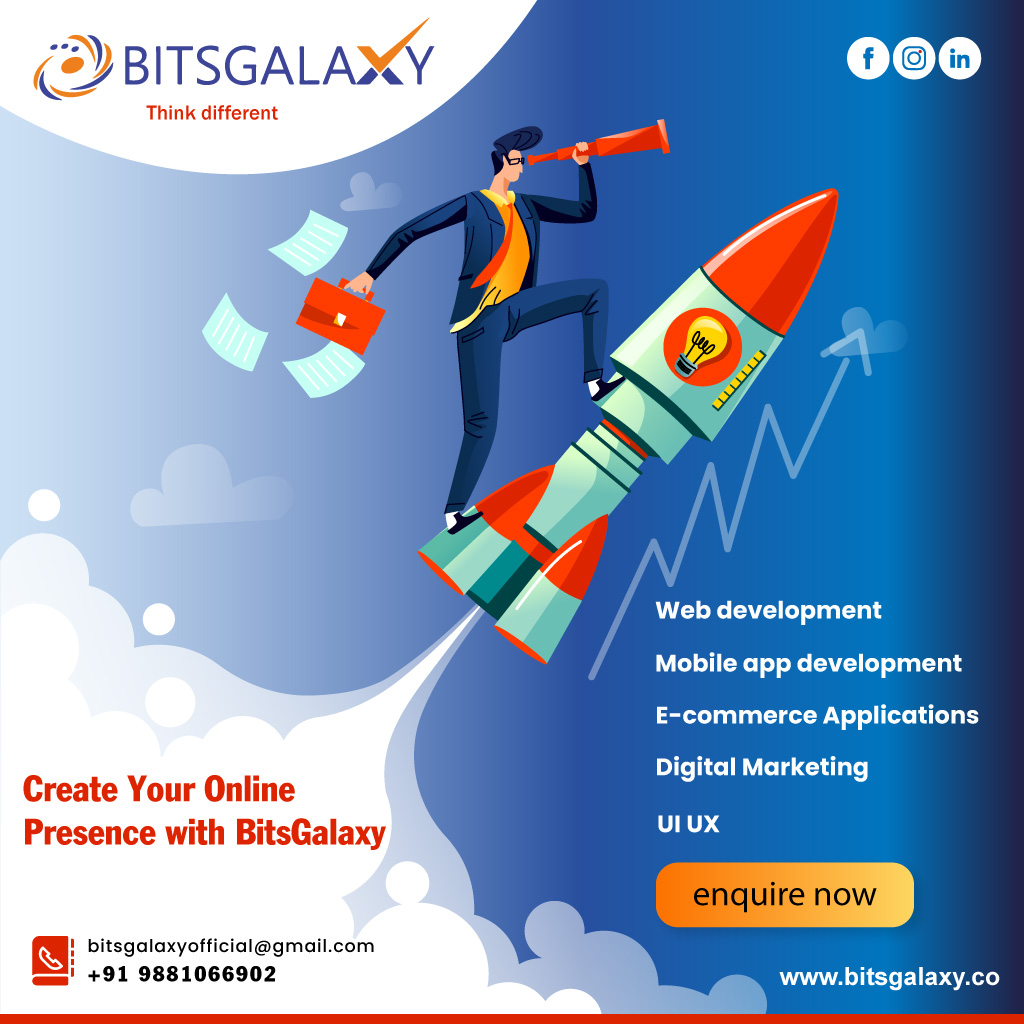 BITSGALAXY
Think different
Web development
Mobile app development
E-commerce Applications
Digital Marketing
UI UX
enquire now
Create Your Online
Presence with BitsGalaxy
bitsgalaxyofficial@gmail.com
+91 9881066902
www.bitsgalaxy.co